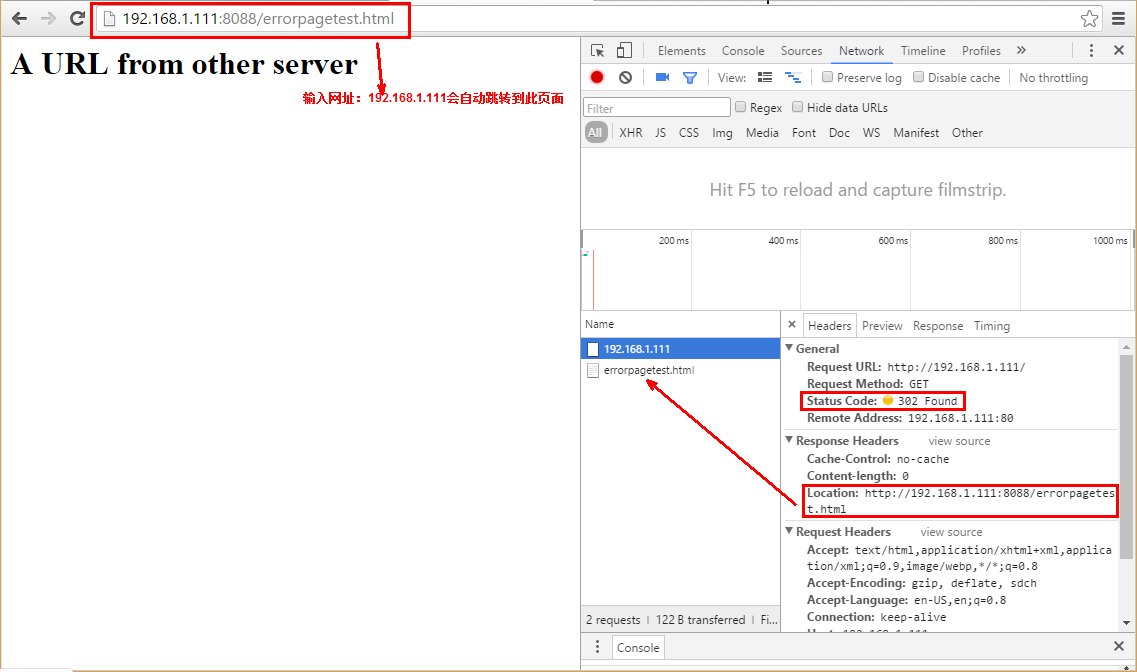 192.168.1.111:8088/errorpagetest.html
A URL from other server
输入网址：192.168.1.111会自动跳转到此页面
Elements Console Sources Network Timeline Profiles »
View: Preserve log Disable cache No throttling
Filter Regex Hide data URLs
All XHR JS CSS Img Media Font Doc WS Manifest Other
Hit F5 to reload and capture filmstrip.
200 ms 400 ms 600 ms 800 ms 1000 ms
Name
192.168.1.111
errorpagetest.html
2 requests | 122 B transferred | Fi...
× Headers Preview Response Timing
General
Request URL: http://192.168.1.111/
Request Method: GET
Status Code: 302 Found
Remote Address: 192.168.1.111:80
Response Headers view source
Cache-Control: no-cache
Content-length: 0
Location: http://192.168.1.111:8088/errorpagetes
t.html
Request Headers view source
Accept: text/html,application/xhtml+xml,applica
tion/xml;q=0.9,image/webp,*/*;q=0.8
Accept-Encoding: gzip, deflate, sdch
Accept-Language: en-US,en;q=0.8
Connection: keep-alive
Console